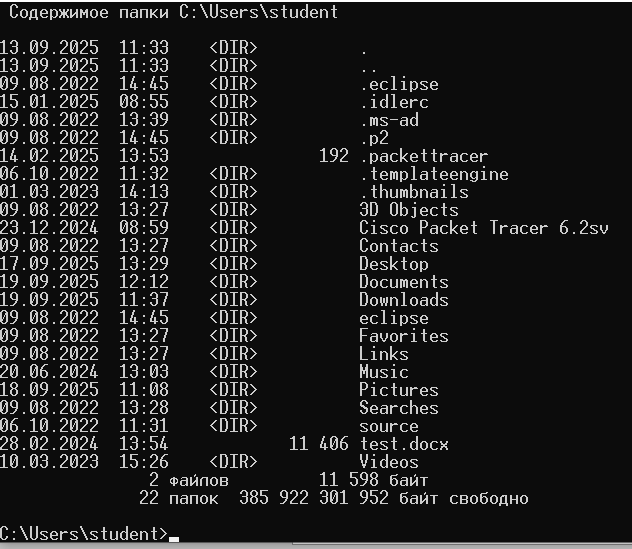 Содержимое папки C:\Users\student
13.09.2025  11:33    <DIR>          .
13.09.2025  11:33    <DIR>          ..
09.08.2022  14:45    <DIR>          .eclipse
15.01.2025  08:55    <DIR>          .idlerc
09.08.2022  13:39    <DIR>          .ms-ad
09.08.2022  14:45    <DIR>          .p2
14.02.2025  13:53               192 .packettracer
06.10.2022  11:32    <DIR>          .templateengine
01.03.2023  14:13    <DIR>          .thumbnails
09.08.2022  13:27    <DIR>          3D Objects
23.12.2024  08:59    <DIR>          Cisco Packet Tracer 6.2sv
09.08.2022  13:27    <DIR>          Contacts
17.09.2025  13:29    <DIR>          Desktop
19.09.2025  12:12    <DIR>          Documents
19.09.2025  11:37    <DIR>          Downloads
09.08.2022  14:45    <DIR>          eclipse
09.08.2022  13:27    <DIR>          Favorites
09.08.2022  13:27    <DIR>          Links
20.06.2024  13:03    <DIR>          Music
18.09.2025  11:08    <DIR>          Pictures
09.08.2022  13:28    <DIR>          Searches
06.10.2022  11:31    <DIR>          source
28.02.2024  13:54            11 406 test.docx
10.03.2023  15:26    <DIR>          Videos
2 файлов         11 598 байт
22 папок  385 922 301 952 байт свободно
C:\Users\student>